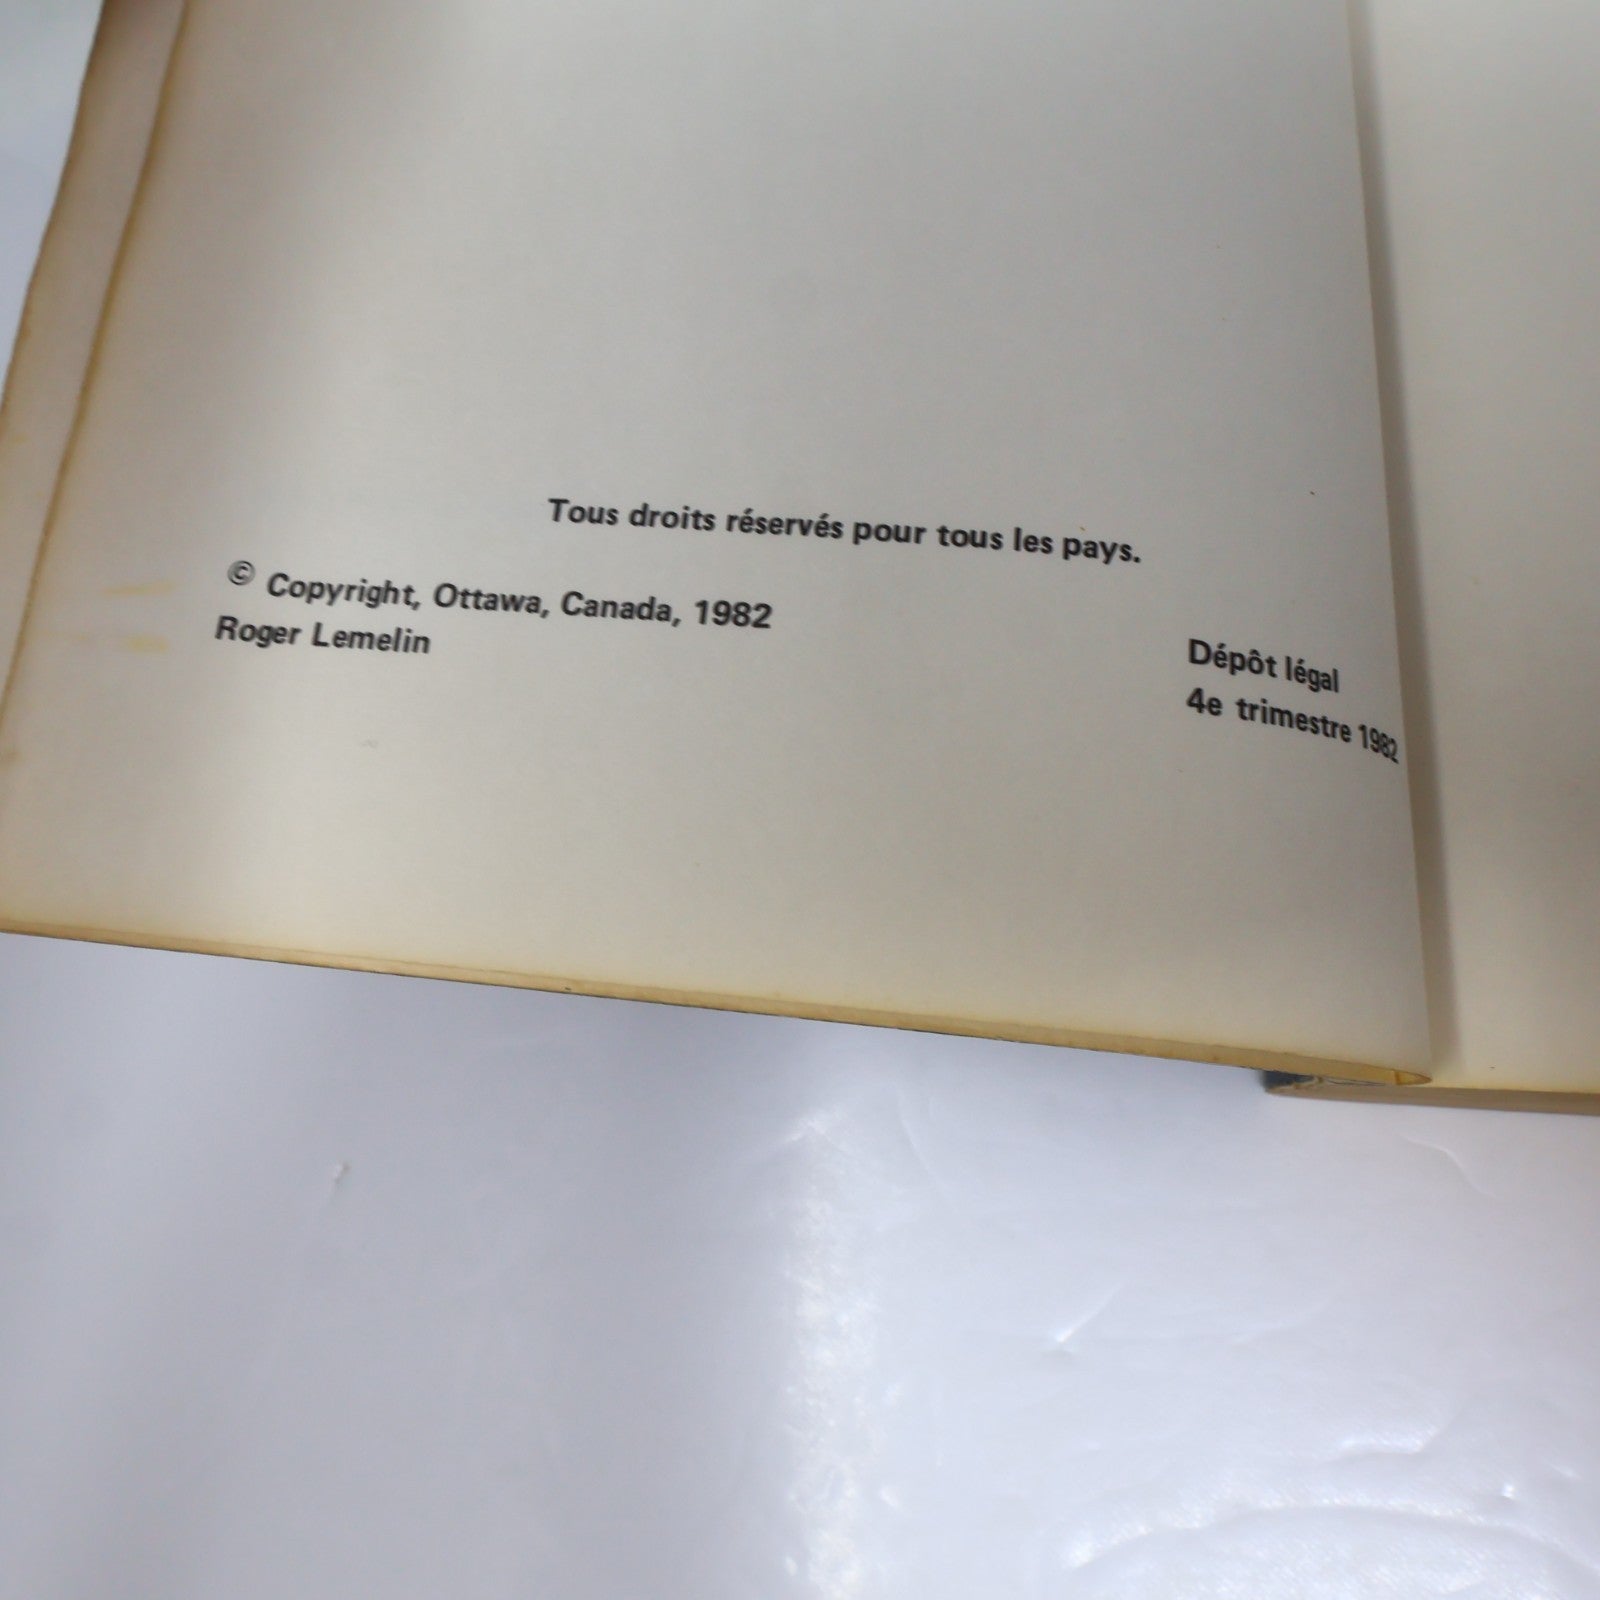 Tous droits réservés pour tous les pays.
© Copyright, Ottawa, Canada, 1982
Roger Lemelin
Dépôt légal
4e trimestre 1982